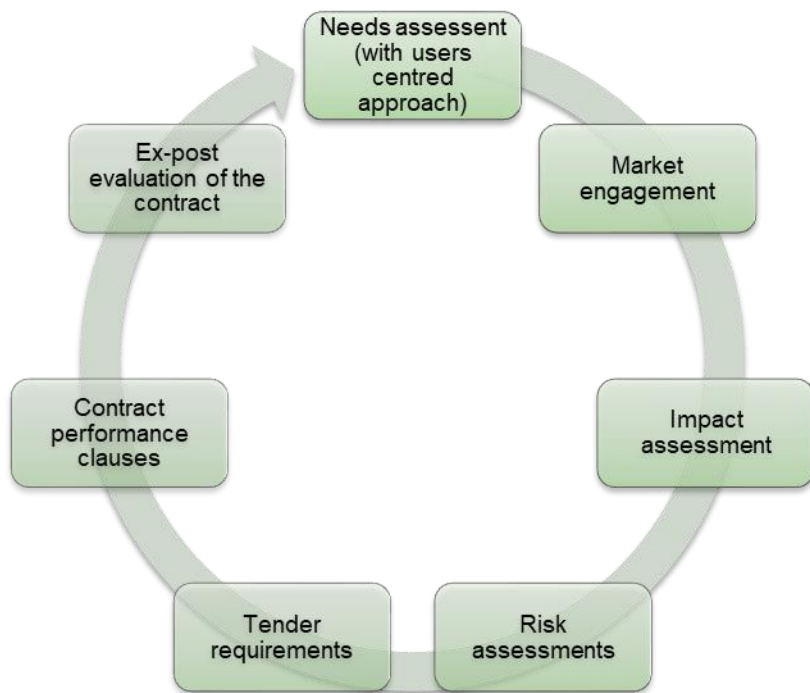 Needs assessent
(with users
centred
approach)
Market
engagement
Impact
assessment
Risk
assessments
Tender
requirements
Contract
performance
clauses
Ex-post
evaluation of the
contract